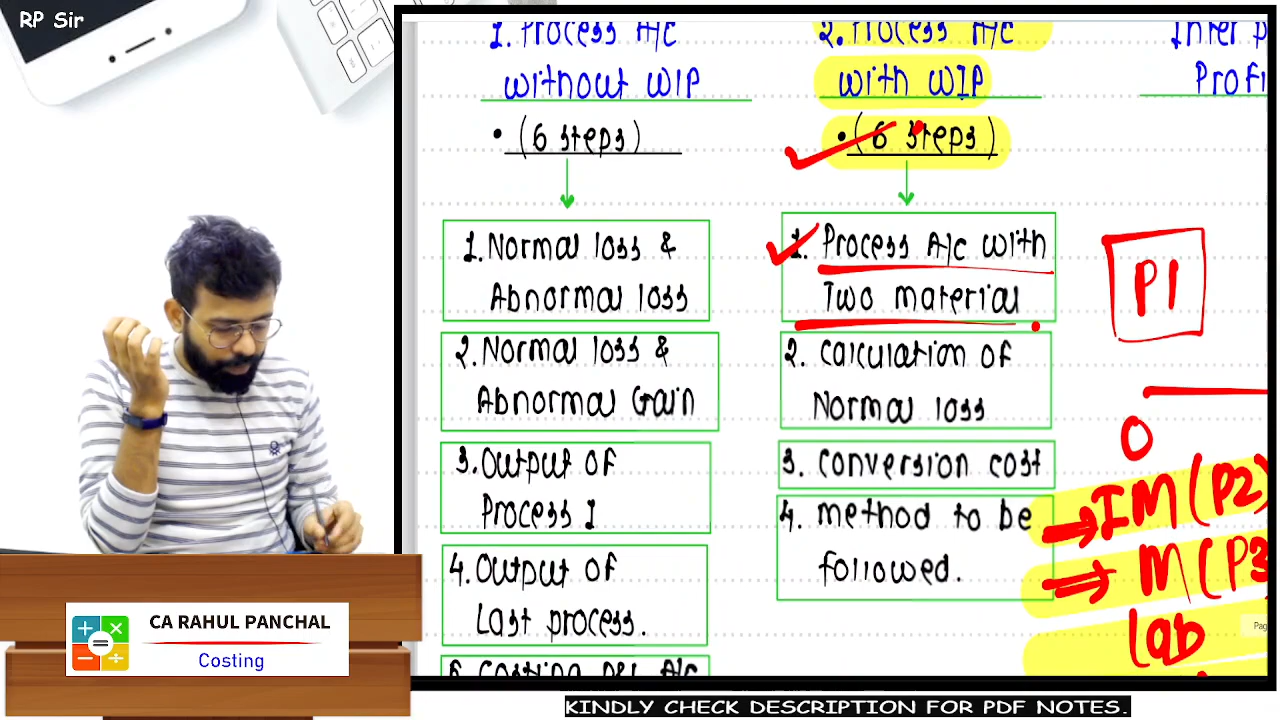 RP Sir
1. Process A/c
without WIP
• (6 steps)
1. Normal loss &
Abnormal loss
2. Normal loss &
Abnormal Gain
3. Output of
Process I
4. Output of
Last process.
5 Costing P&L A/c
2. Process A/c
with WIP
• (6 steps)
1. Process A/c with
Two material
2. Calculation of
Normal loss
3. Conversion cost
4. method to be
followed.
Inter p
Profi
P1
O
IM (P2)
M (P3
Lab
Pag
CA RAHUL PANCHAL
Costing
KINDLY CHECK DESCRIPTION FOR PDF NOTES.